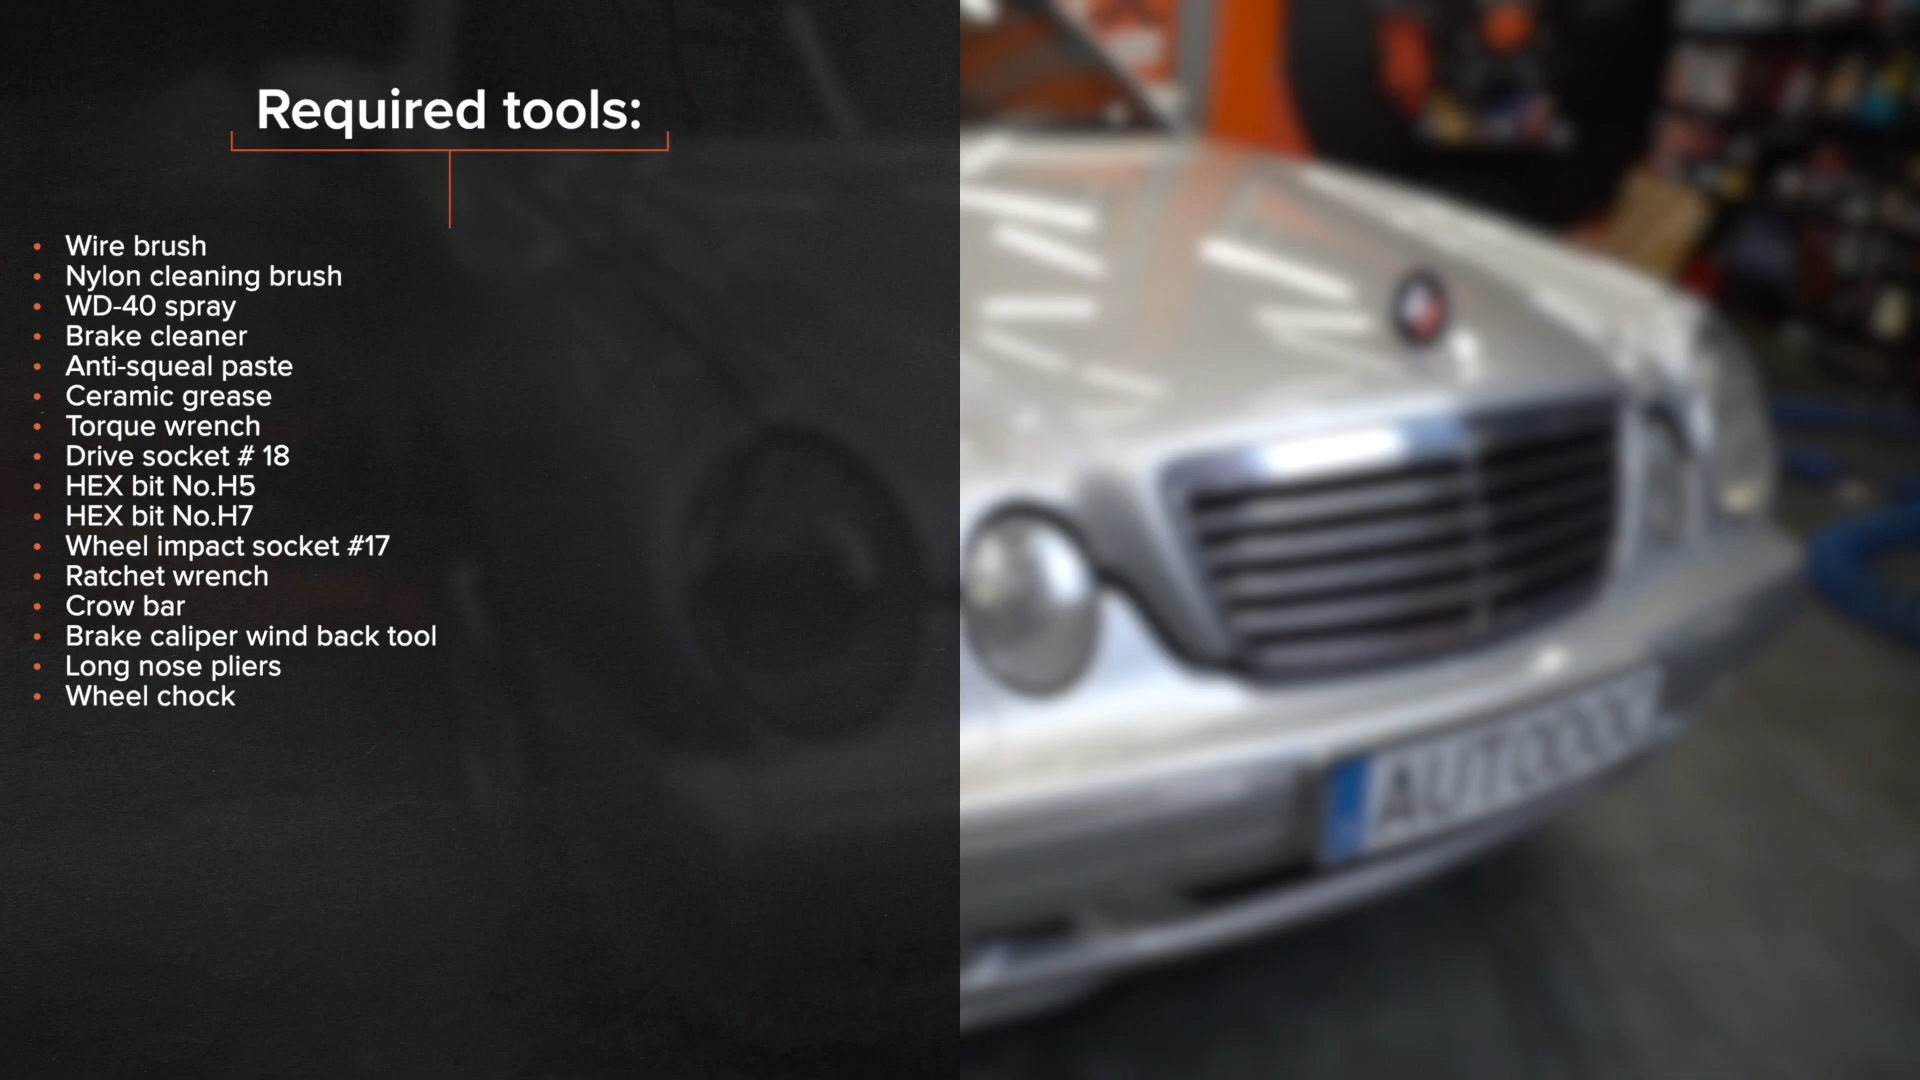 Required tools:
• Wire brush
• Nylon cleaning brush
• WD-40 spray
• Brake cleaner
• Anti-squeal paste
• Ceramic grease
• Torque wrench
• Drive socket # 18
• HEX bit No.H5
• HEX bit No.H7
• Wheel impact socket #17
• Ratchet wrench
• Crow bar
• Brake caliper wind back tool
• Long nose pliers
• Wheel chock